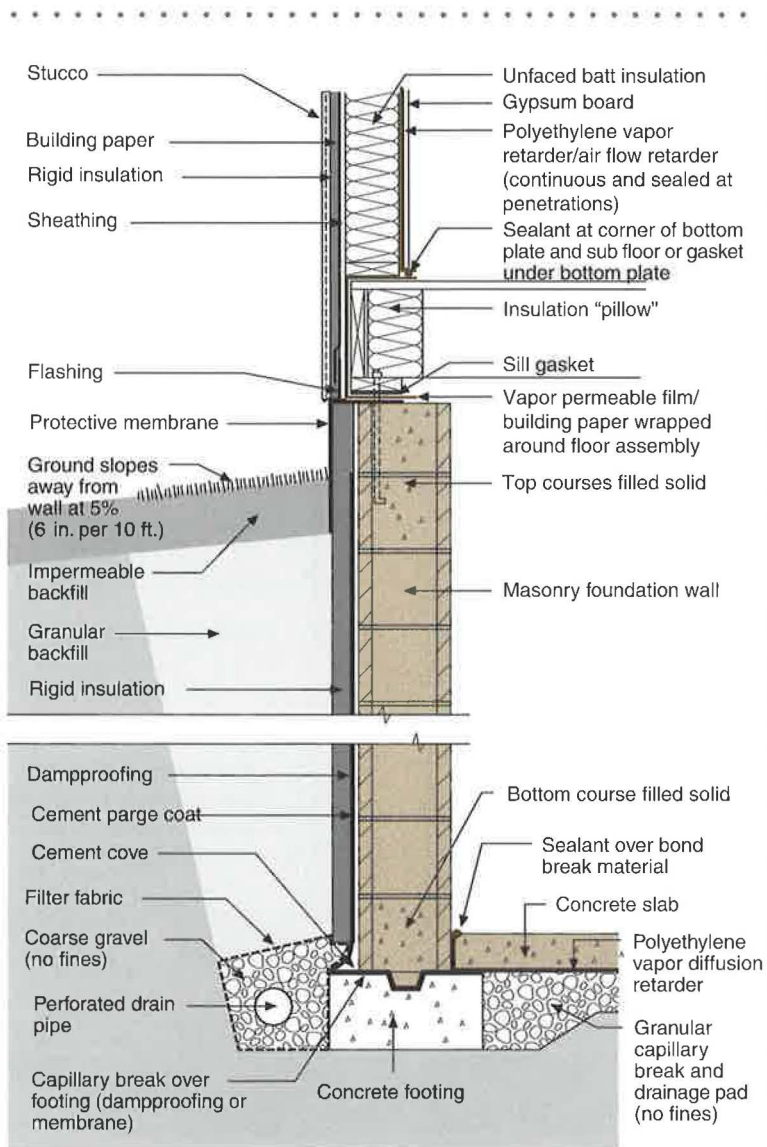 Stucco
Building paper
Rigid insulation
Sheathing
Flashing
Protective membrane
Ground slopes
away from
wall at 5%
(6 in. per 10 ft.)
Impermeable
backfill
Granular
backfill
Rigid insulation
Dampproofing
Cement parge coat
Cement cove
Filter fabric
Coarse gravel
(no fines)
Perforated drain
pipe
Capillary break over
footing (dampproofing or
membrane)
Concrete footing
Unfaced batt insulation
Gypsum board
Polyethylene vapor
retarder/air flow retarder
(continuous and sealed at
penetrations)
Sealant at corner of bottom
plate and sub floor or gasket
under bottom plate
Insulation “pillow”
Sill gasket
Vapor permeable film/
building paper wrapped
around floor assembly
Top courses filled solid
Masonry foundation wall
Bottom course filled solid
Sealant over bond
break material
Concrete slab
Polyethylene
vapor diffusion
retarder
Granular
capillary
break and
drainage pad
(no fines)